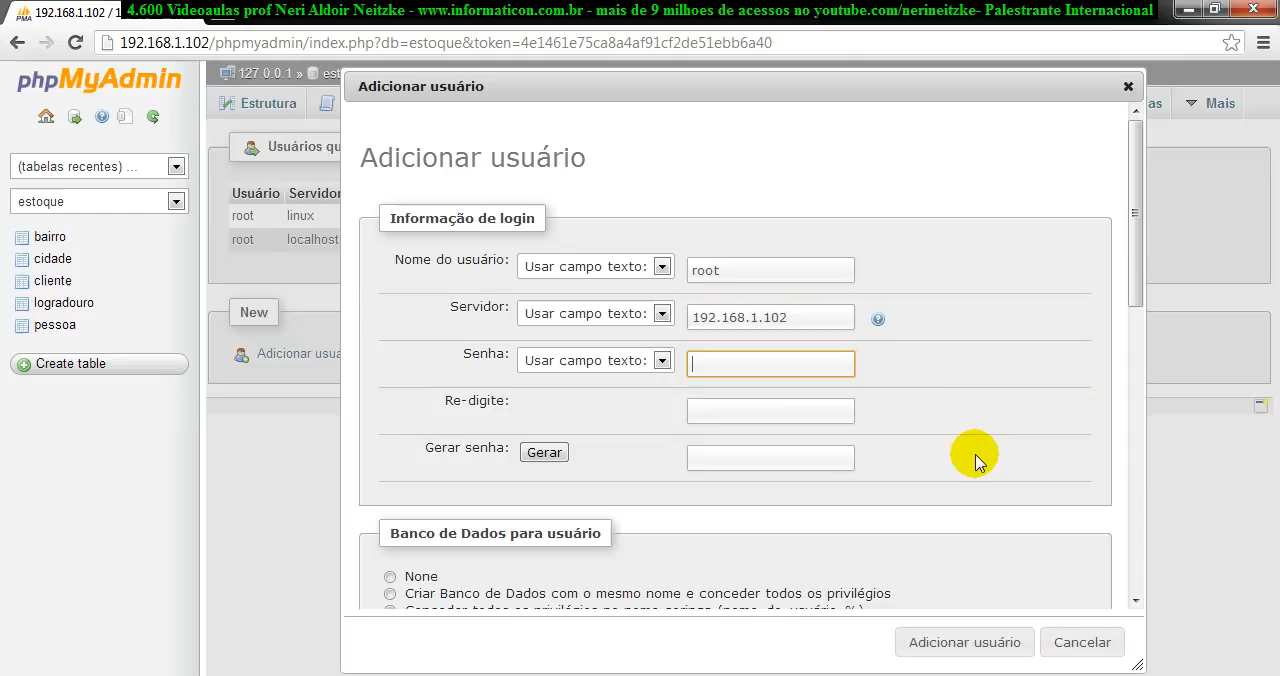 192.168.1.102 / 1
4.600 Videoaulas prof Neri Aldoir Neitzke - www.informaticon.com.br - mais de 9 milhoes de acessos no youtube.com/nerineitzke- Palestrante Internacional
192.168.1.102/phpmyadmin/index.php?db=estoque&token=4e1461e75ca8a4af91cf2de51ebb6a40
phpMyAdmin
(tabelas recentes) ...
estoque
bairro
cidade
cliente
logradouro
pessoa
Create table
127.0.0.1 » est
Estrutura
as
Mais
Usuários qu
Usuário Servidor
root linux
root localhost
New
Adicionar usuá
Adicionar usuário
Adicionar usuário
Informação de login
Nome do usuário: Usar campo texto: root
Servidor: Usar campo texto: 192.168.1.102
Senha: Usar campo texto:
Re-digite:
Gerar senha: Gerar
Banco de Dados para usuário
None
Criar Banco de Dados com o mesmo nome e conceder todos os privilégios
Adicionar usuário Cancelar